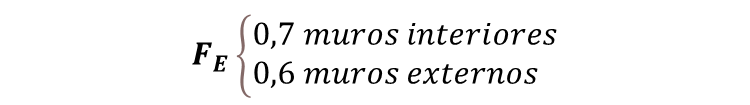 F_E { 0,7 muros interiores
0,6 muros externos